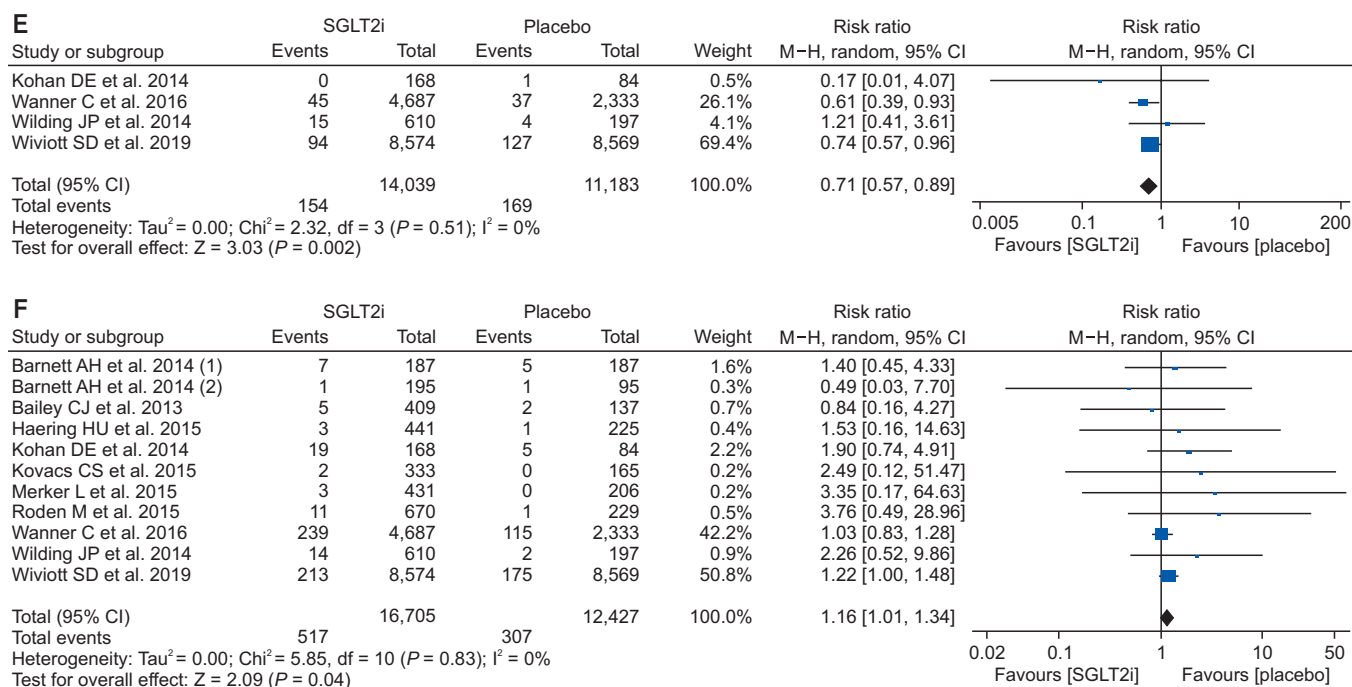 E
SGLT2i Placebo Risk ratio Risk ratio
Study or subgroup Events Total Events Total Weight M−H, random, 95% CI M−H, random, 95% CI
Kohan DE et al. 2014 0 168 1 84 0.5% 0.17 [0.01, 4.07]
Wanner C et al. 2016 45 4,687 37 2,333 26.1% 0.61 [0.39, 0.93]
Wilding JP et al. 2014 15 610 4 197 4.1% 1.21 [0.41, 3.61]
Wiviott SD et al. 2019 94 8,574 127 8,569 69.4% 0.74 [0.57, 0.96]
Total (95% CI) 14,039 11,183 100.0% 0.71 [0.57, 0.89]
Total events 154 169
Heterogeneity: Tau² = 0.00; Chi² = 2.32, df = 3 (P = 0.51); I² = 0%
Test for overall effect: Z = 3.03 (P = 0.002)
0.005 0.1 1 10 200
Favours [SGLT2i] Favours [placebo]
F
SGLT2i Placebo Risk ratio Risk ratio
Study or subgroup Events Total Events Total Weight M−H, random, 95% CI M−H, random, 95% CI
Barnett AH et al. 2014 (1) 7 187 5 187 1.6% 1.40 [0.45, 4.33]
Barnett AH et al. 2014 (2) 1 195 1 95 0.3% 0.49 [0.03, 7.70]
Bailey CJ et al. 2013 5 409 2 137 0.7% 0.84 [0.16, 4.27]
Haering HU et al. 2015 3 441 1 225 0.4% 1.53 [0.16, 14.63]
Kohan DE et al. 2014 19 168 5 84 2.2% 1.90 [0.74, 4.91]
Kovacs CS et al. 2015 2 333 0 165 0.2% 2.49 [0.12, 51.47]
Merker L et al. 2015 3 431 0 206 0.2% 3.35 [0.17, 64.63]
Roden M et al. 2015 11 670 1 229 0.5% 3.76 [0.49, 28.96]
Wanner C et al. 2016 239 4,687 115 2,333 42.2% 1.03 [0.83, 1.28]
Wilding JP et al. 2014 14 610 2 197 0.9% 2.26 [0.52, 9.86]
Wiviott SD et al. 2019 213 8,574 175 8,569 50.8% 1.22 [1.00, 1.48]
Total (95% CI) 16,705 12,427 100.0% 1.16 [1.01, 1.34]
Total events 517 307
Heterogeneity: Tau² = 0.00; Chi² = 5.85, df = 10 (P = 0.83); I² = 0%
Test for overall effect: Z = 2.09 (P = 0.04)
0.02 0.1 1 10 50
Favours [SGLT2i] Favours [placebo]